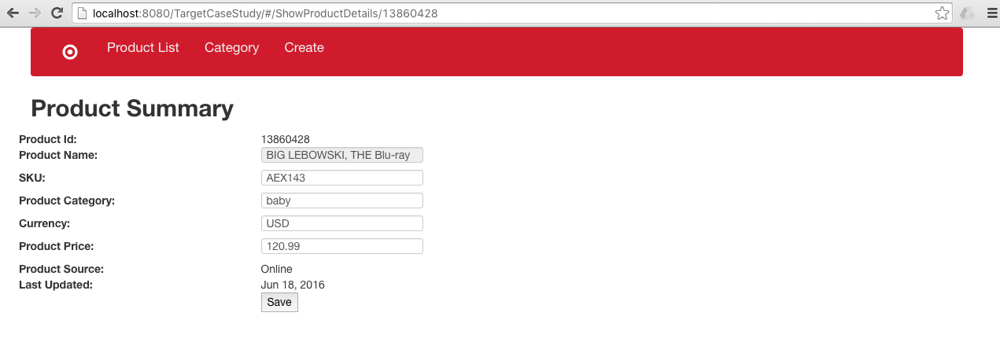 localhost:8080/TargetCaseStudy/#/ShowProductDetails/13860428
Product List Category Create
Product Summary
Product Id: 13860428
Product Name: BIG LEBOWSKI, THE Blu-ray
SKU: AEX143
Product Category: baby
Currency: USD
Product Price: 120.99
Product Source: Online
Last Updated: Jun 18, 2016
Save